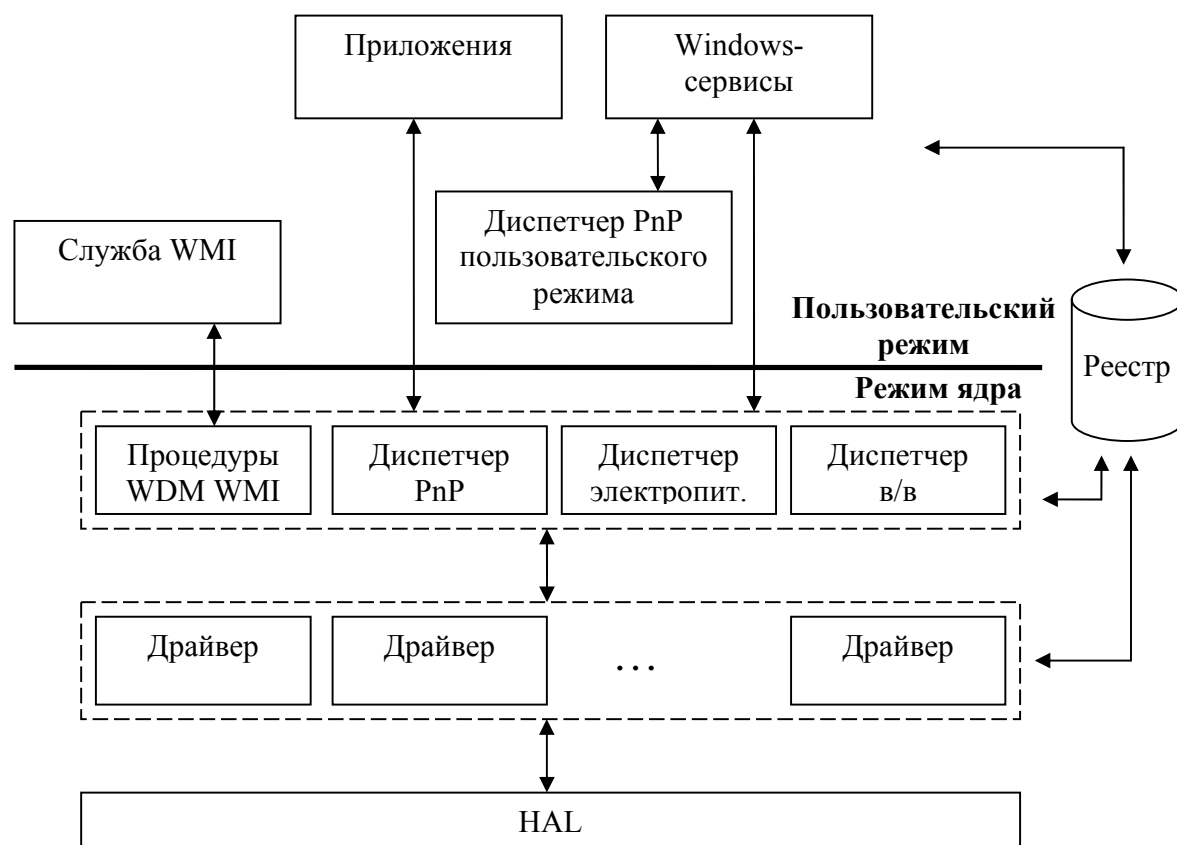 Приложения
Windows-
сервисы
Диспетчер PnP
пользовательского
режима
Служба WMI
Пользовательский
режим
Реестр
Режим ядра
Процедуры
WDM WMI
Диспетчер
PnP
Диспетчер
электропит.
Диспетчер
в/в
Драйвер
Драйвер
...
Драйвер
HAL